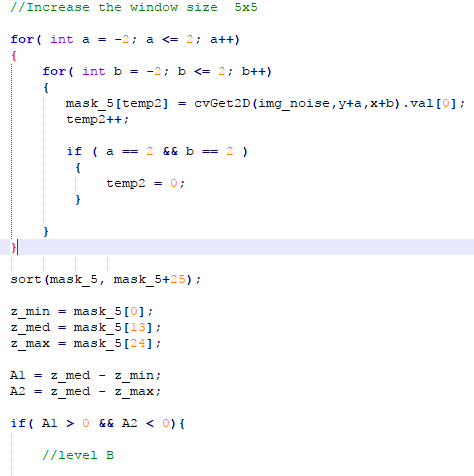 //Increase the window size  5x5
for( int a = -2; a <= 2; a++)
{
for( int b = -2; b <= 2; b++)
{
mask_5[temp2] = cvGet2D(img_noise,y+a,x+b).val[0];
temp2++;
if ( a == 2 && b == 2 )
{
temp2 = 0;
}
}
}
sort(mask_5, mask_5+25);
z_min = mask_5[0];
z_med = mask_5[13];
z_max = mask_5[24];
A1 = z_med - z_min;
A2 = z_med - z_max;
if( A1 > 0 && A2 < 0){
//level B